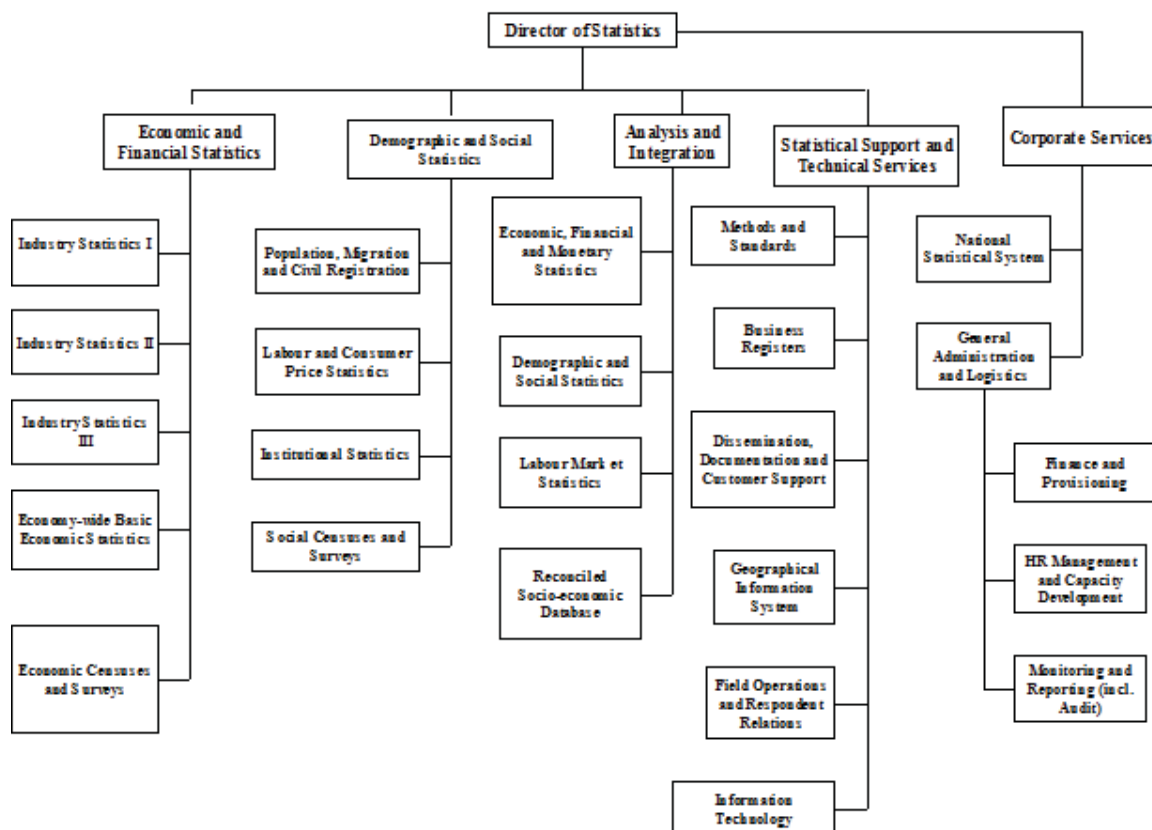 Director of Statistics
Economic and
Financial Statistics
Demographic and Social
Statistics
Analysis and
Integration
Statistical Support and
Technical Services
Corporate Services
Industry Statistics I
Industry Statistics II
Industry Statistics
III
Economy-wide Basic
Economic Statistics
Economic Censuses
and Surveys
Population, Migration
and Civil Registration
Labour and Consumer
Price Statistics
Institutional Statistics
Social Censuses and
Surveys
Economic, Financial
and Monetary
Statistics
Demographic and
Social Statistics
Labour Market
Statistics
Reconciled
Socio-economic
Database
Methods and
Standards
Business
Registers
Dissemination,
Documentation and
Customer Support
Geographical
Information
System
Field Operations
and Respondent
Relations
Information
Technology
National
Statistical System
General
Administration
and Logistics
Finance and
Provisioning
HR Management
and Capacity
Development
Monitoring and
Reporting (incl.
Audit)